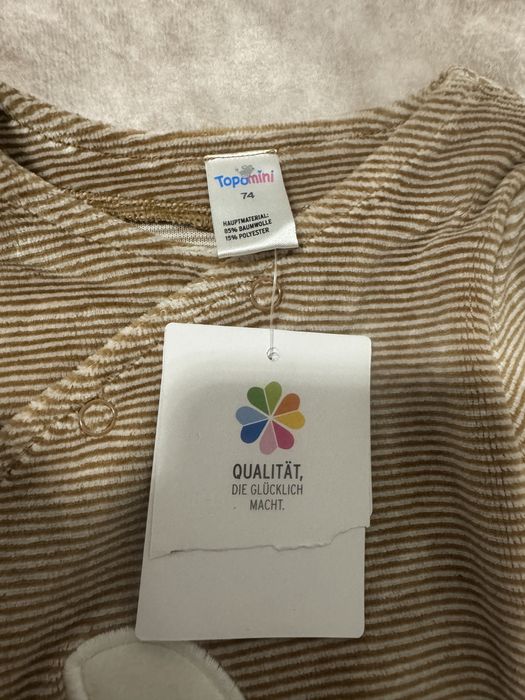 Topomini
74
HAUPTMATERIAL:
85% BAUMWOLLE
15% POLYESTER
QUALITÄT,
DIE GLÜCKLICH
MACHT.